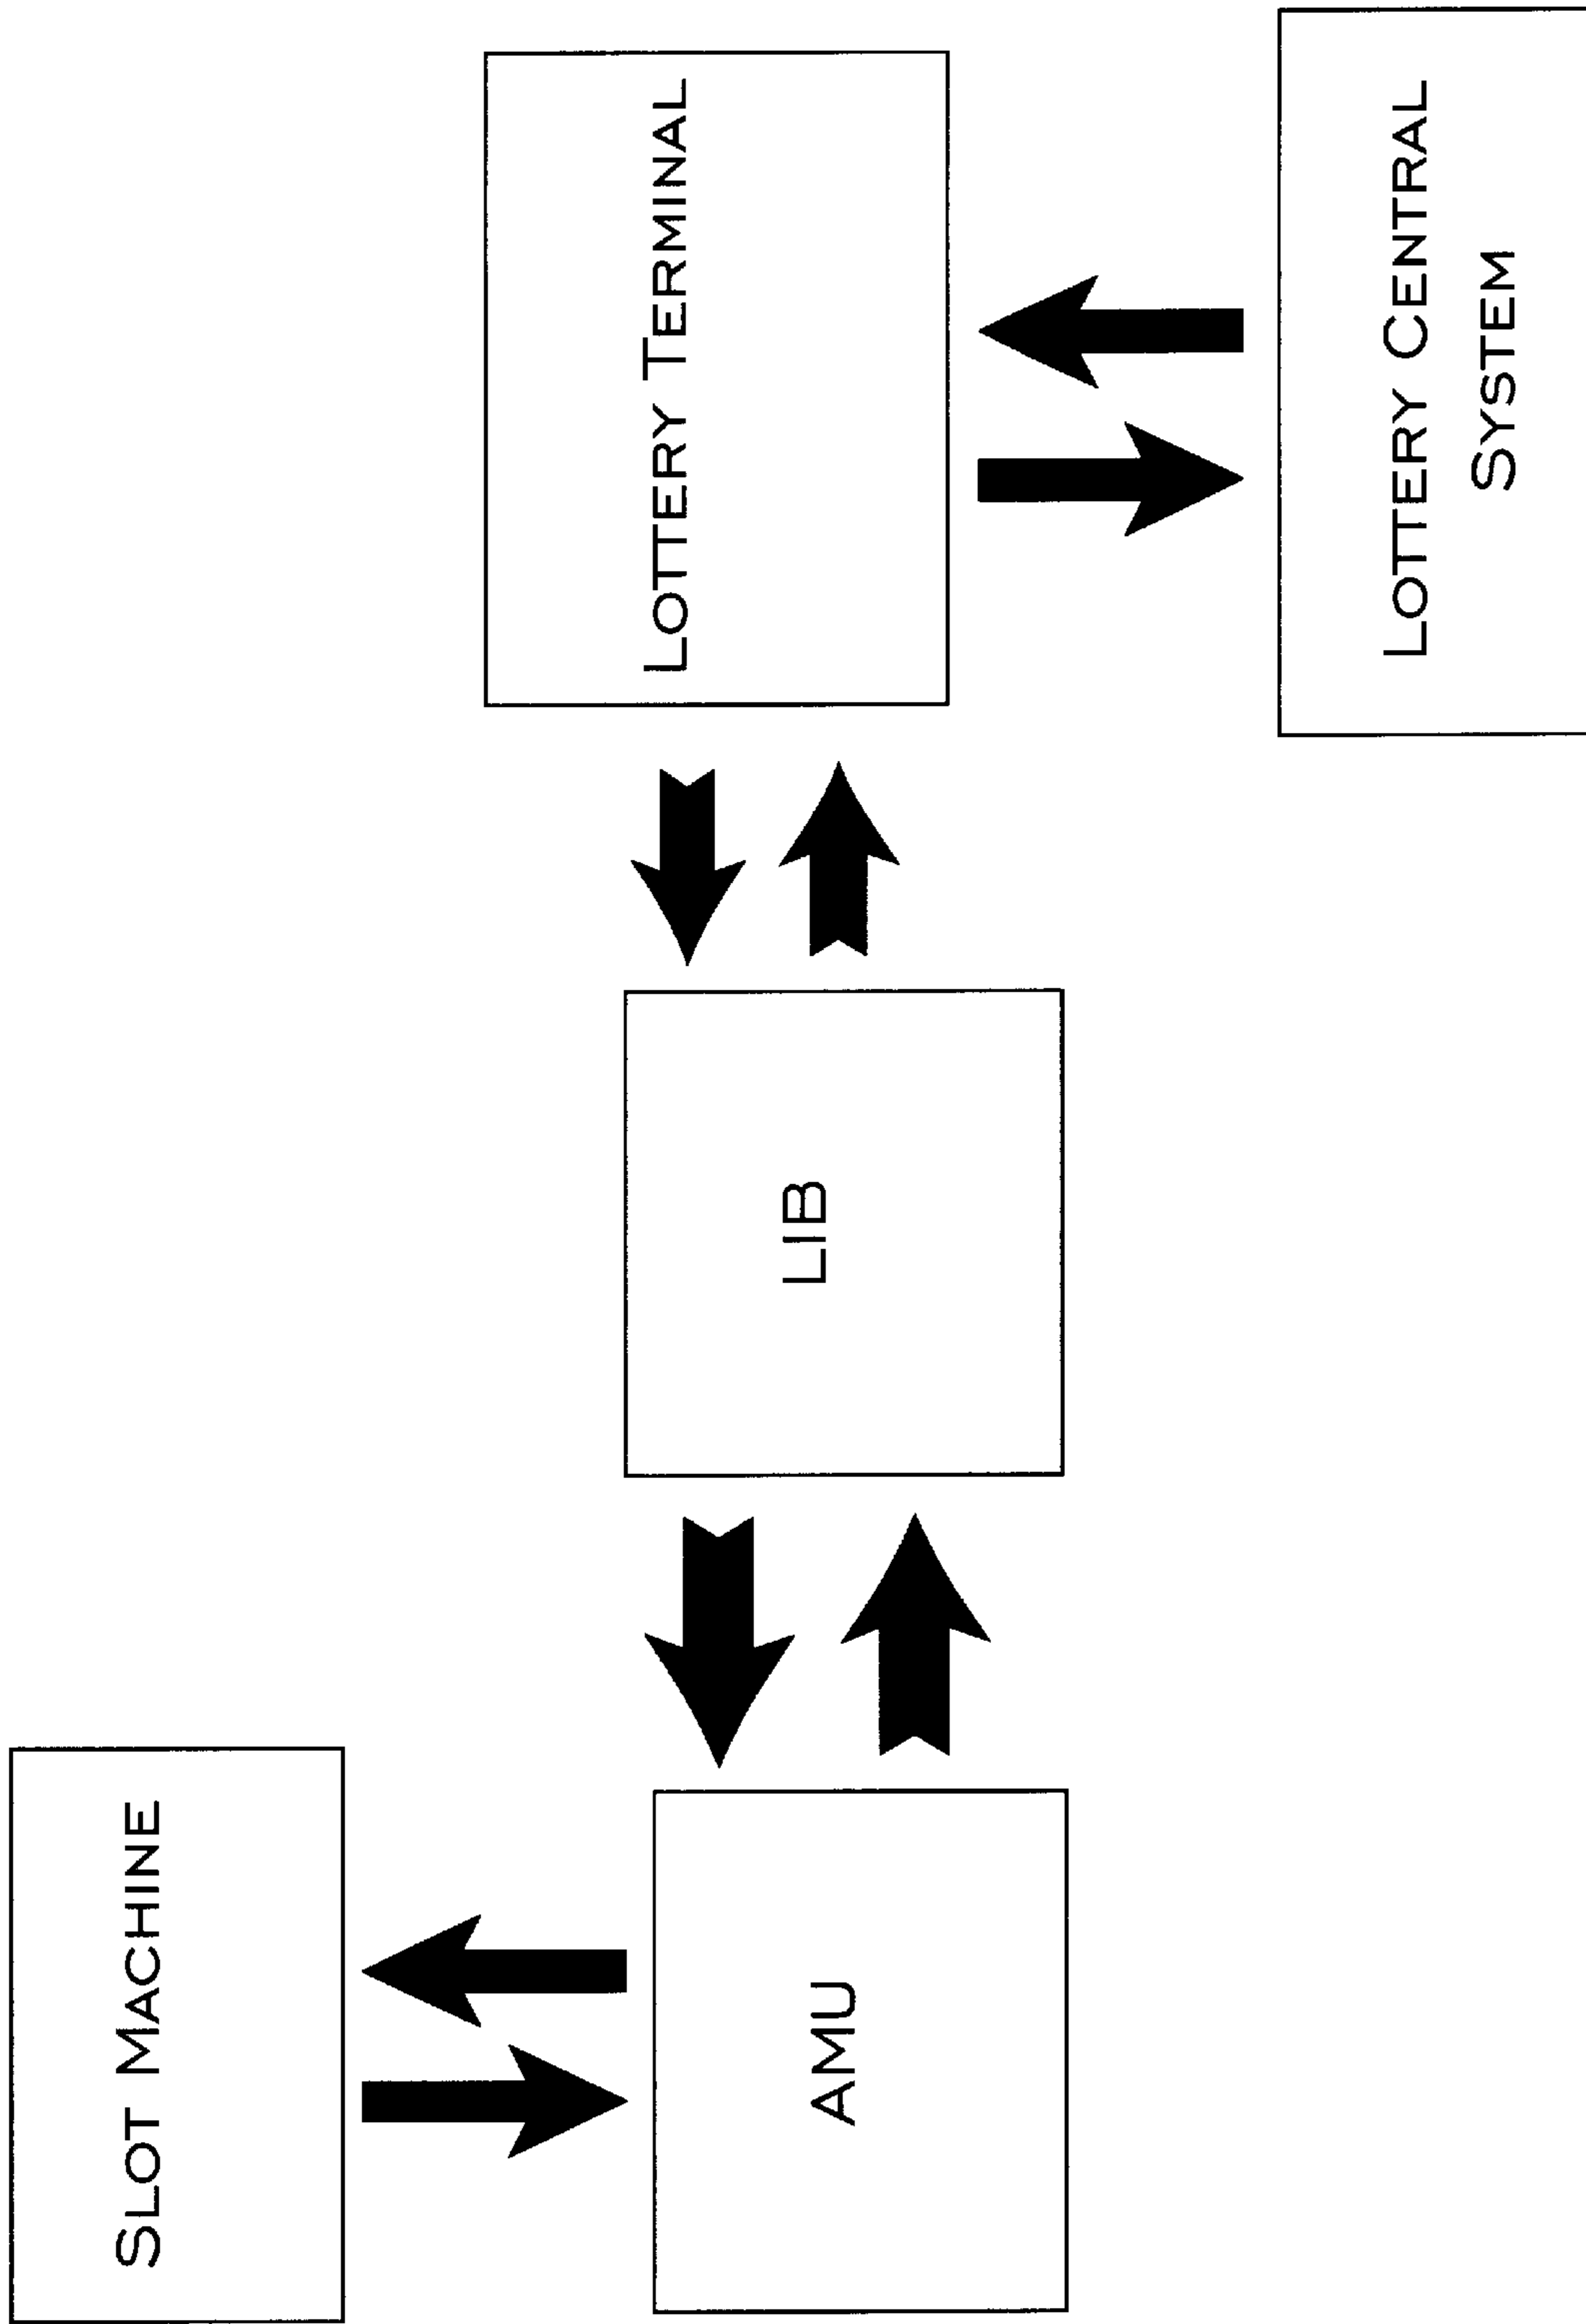 SLOT MACHINE
AMU
LIB
LOTTERY TERMINAL
LOTTERY CENTRAL
SYSTEM